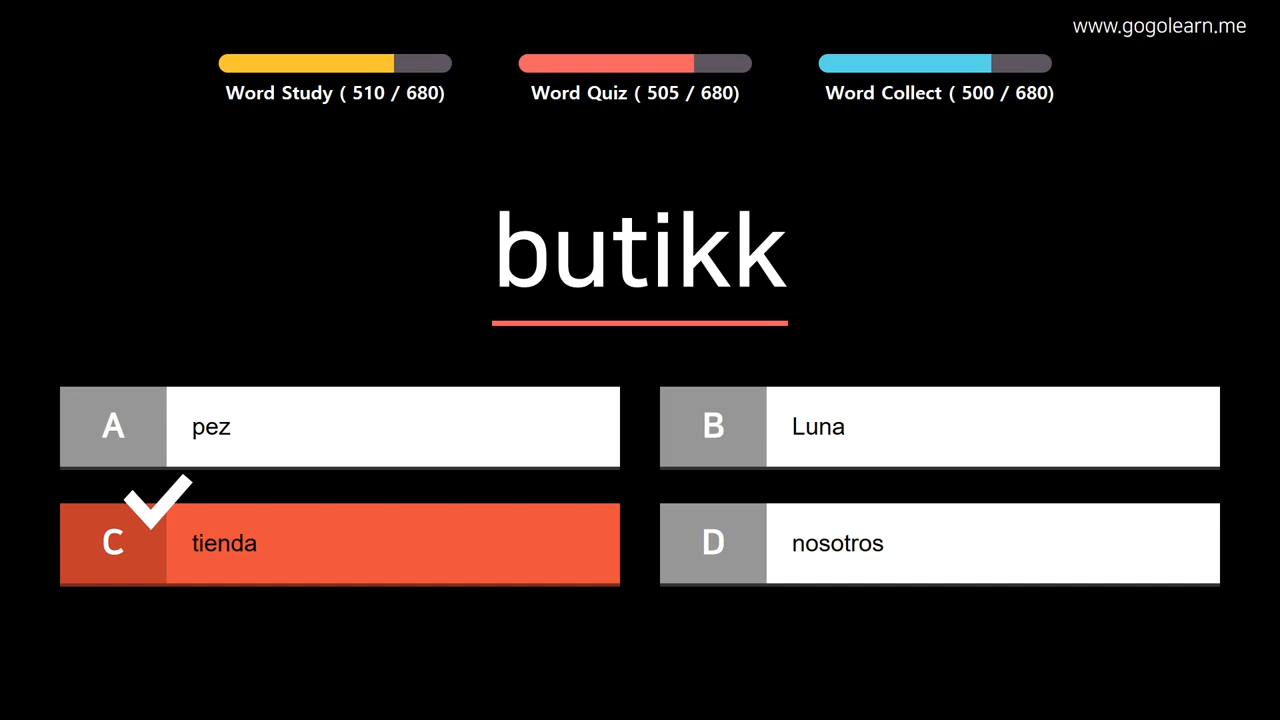 www.gogolearn.me
Word Study ( 510 / 680)
Word Quiz ( 505 / 680)
Word Collect ( 500 / 680)
butikk
A pez
B Luna
C tienda
D nosotros